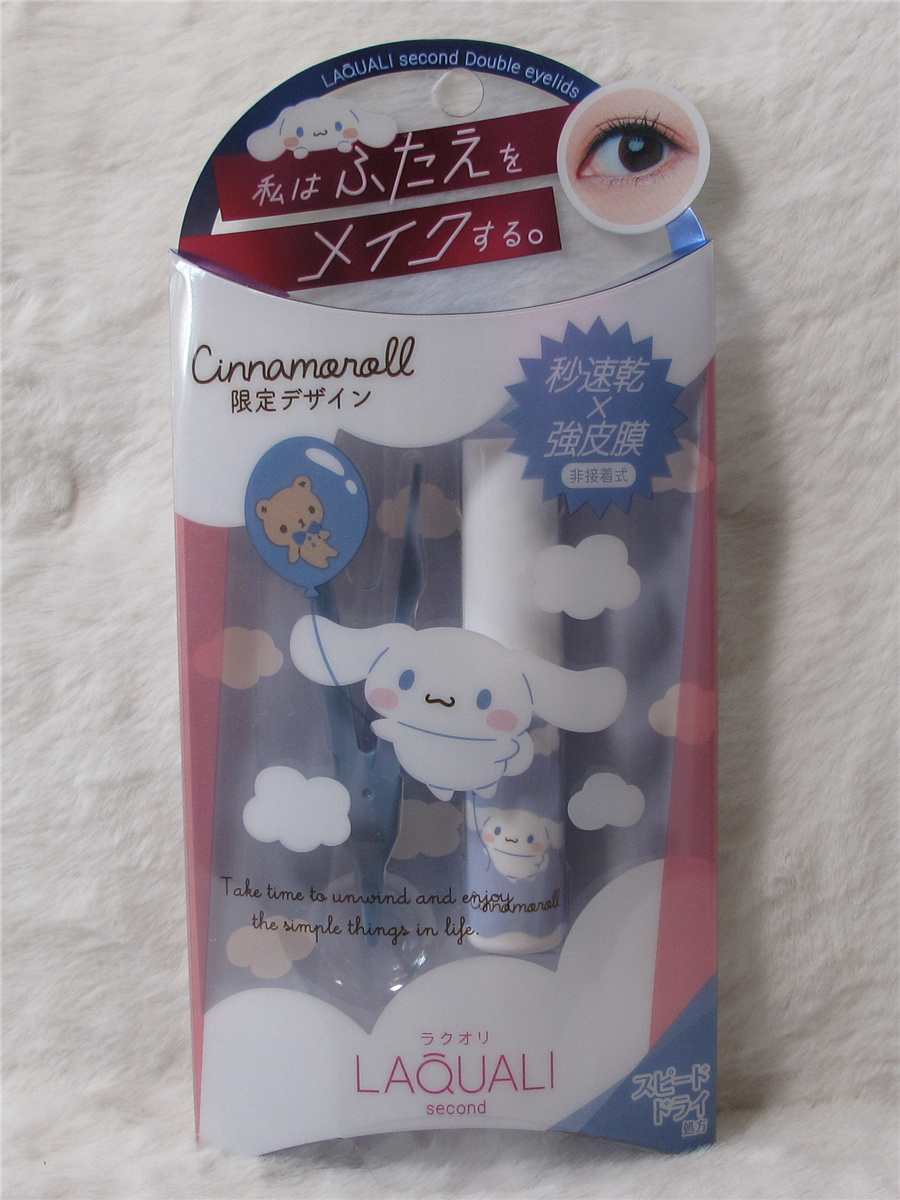 LAQUALI second Double eyelids
私はふたえを
メイクする。
Cinnamoroll
限定デザイン
秒速乾
×
強皮膜
非接着式
Take time to unwind and enjoy
the simple things in life.
Cinnamoroll
ラクオリ
LAQUALI
second
スピード
ドライ
処方